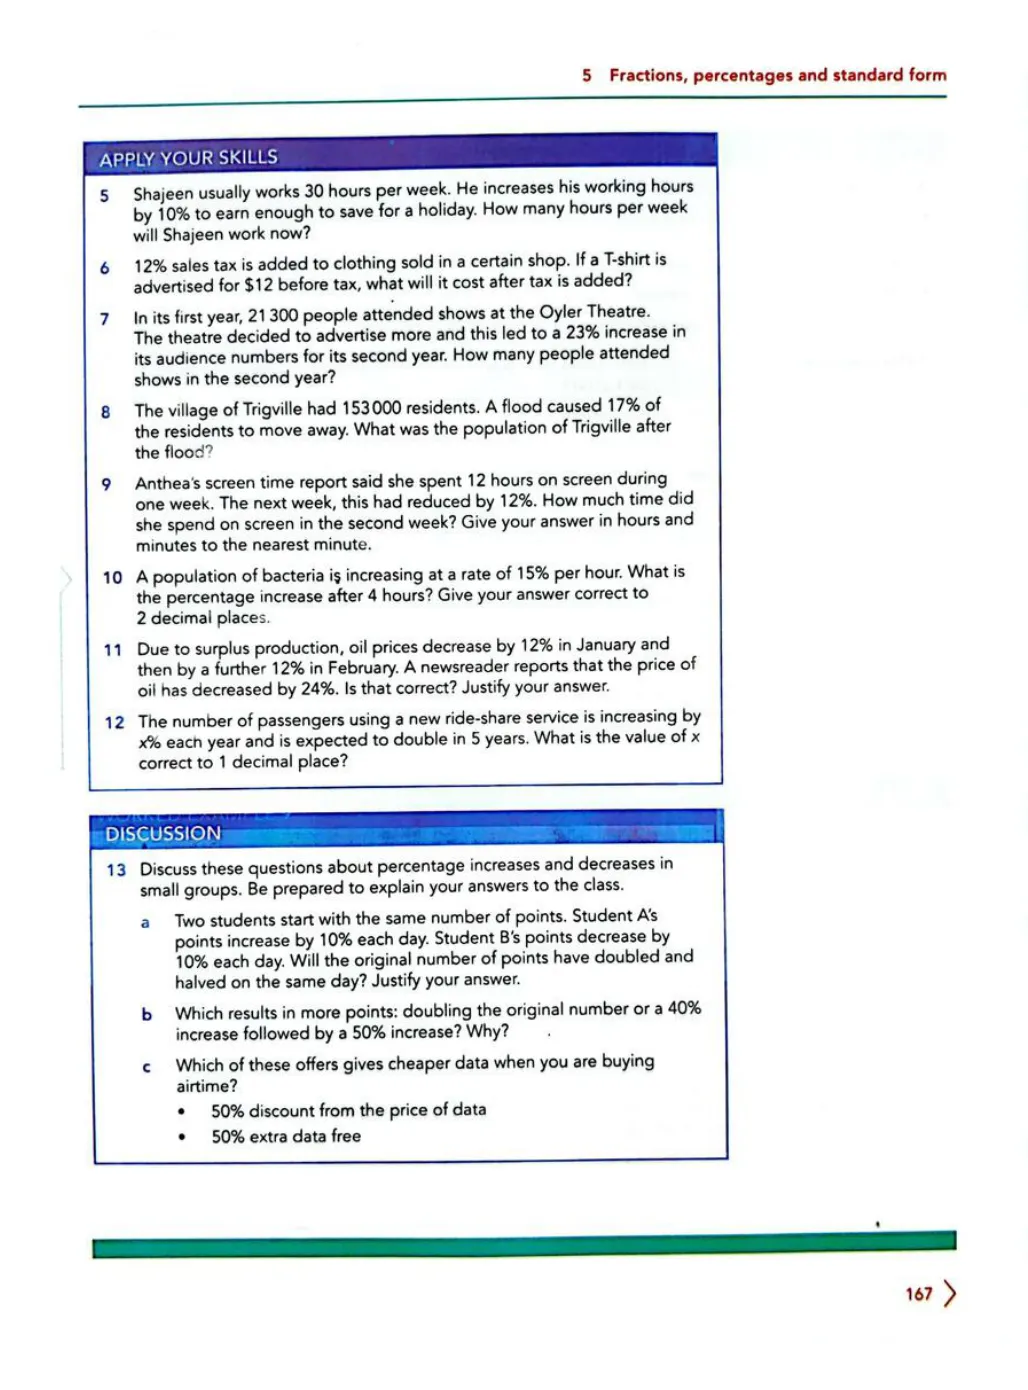 5 Fractions, percentages and standard form
APPLY YOUR SKILLS
5 Shajeen usually works 30 hours per week. He increases his working hours
by 10% to earn enough to save for a holiday. How many hours per week
will Shajeen work now?
6 12% sales tax is added to clothing sold in a certain shop. If a T-shirt is
advertised for $12 before tax, what will it cost after tax is added?
7 In its first year, 21 300 people attended shows at the Oyler Theatre.
The theatre decided to advertise more and this led to a 23% increase in
its audience numbers for its second year. How many people attended
shows in the second year?
8 The village of Trigville had 153 000 residents. A flood caused 17% of
the residents to move away. What was the population of Trigville after
the flood?
9 Anthea's screen time report said she spent 12 hours on screen during
one week. The next week, this had reduced by 12%. How much time did
she spend on screen in the second week? Give your answer in hours and
minutes to the nearest minute.
10 A population of bacteria is increasing at a rate of 15% per hour. What is
the percentage increase after 4 hours? Give your answer correct to
2 decimal places.
11 Due to surplus production, oil prices decrease by 12% in January and
then by a further 12% in February. A newsreader reports that the price of
oil has decreased by 24%. Is that correct? Justify your answer.
12 The number of passengers using a new ride-share service is increasing by
x% each year and is expected to double in 5 years. What is the value of x
correct to 1 decimal place?
DISCUSSION
13 Discuss these questions about percentage increases and decreases in
small groups. Be prepared to explain your answers to the class.
a Two students start with the same number of points. Student A's
points increase by 10% each day. Student B's points decrease by
10% each day. Will the original number of points have doubled and
halved on the same day? Justify your answer.
b Which results in more points: doubling the original number or a 40%
increase followed by a 50% increase? Why?
c Which of these offers gives cheaper data when you are buying
airtime?
• 50% discount from the price of data
• 50% extra data free
167